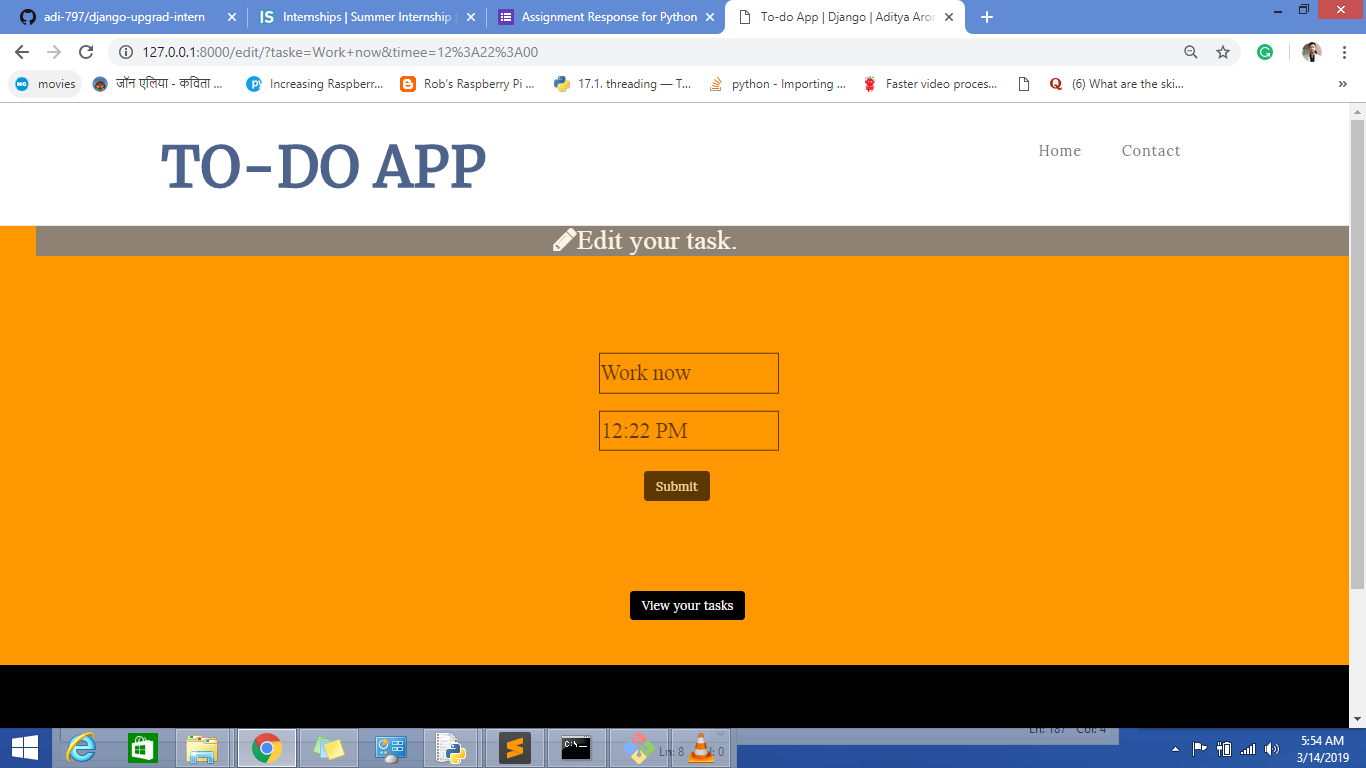 adi-797/django-upgrad-intern
Internships | Summer Internship
Assignment Response for Python
To-do App | Django | Aditya Aror
127.0.0.1:8000/edit/?taske=Work+now&timee=12%3A22%3A00
movies
जॉन एलिया - कविता ...
Increasing Raspberr...
Rob's Raspberry Pi ...
17.1. threading — T...
python - Importing ...
Faster video proces...
(6) What are the ski...
»
TO-DO APP
Home
Contact
Edit your task.
Work now
12:22 PM
Submit
View your tasks
Ln: 187 Col: 4
Ln: 8
: 0
5:54 AM
3/14/2019